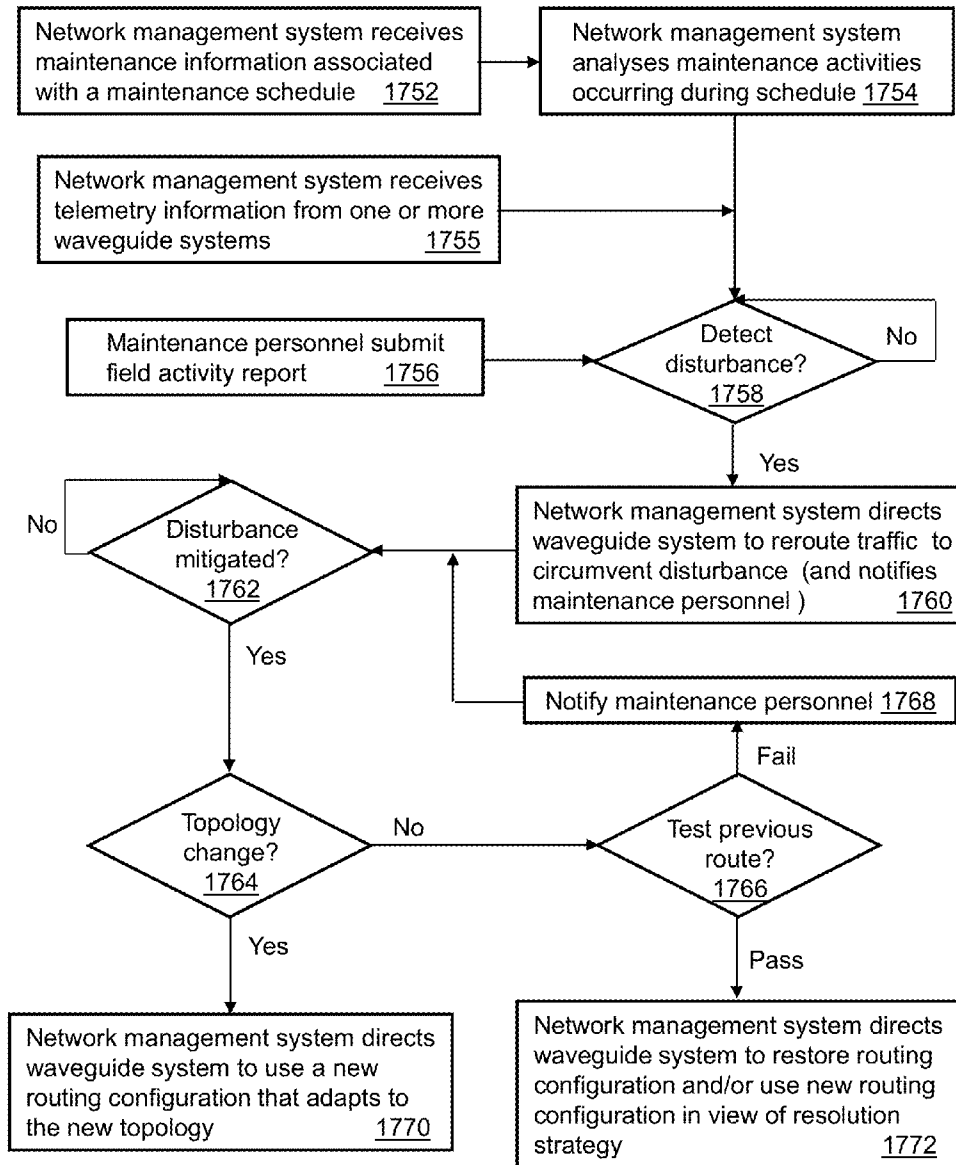 Network management system receives
maintenance information associated
with a maintenance schedule 1752
Network management system
analyses maintenance activities
occurring during schedule 1754
Network management system receives
telemetry information from one or more
waveguide systems 1755
Maintenance personnel submit
field activity report 1756
Detect
disturbance?
1758
No
Yes
Network management system directs
waveguide system to reroute traffic to
circumvent disturbance (and notifies
maintenance personnel ) 1760
No
Disturbance
mitigated?
1762
Yes
Notify maintenance personnel 1768
Fail
Topology
change?
1764
No
Test previous
route?
1766
Yes
Pass
Network management system directs
waveguide system to use a new
routing configuration that adapts to
the new topology 1770
Network management system directs
waveguide system to restore routing
configuration and/or use new routing
configuration in view of resolution
strategy 1772